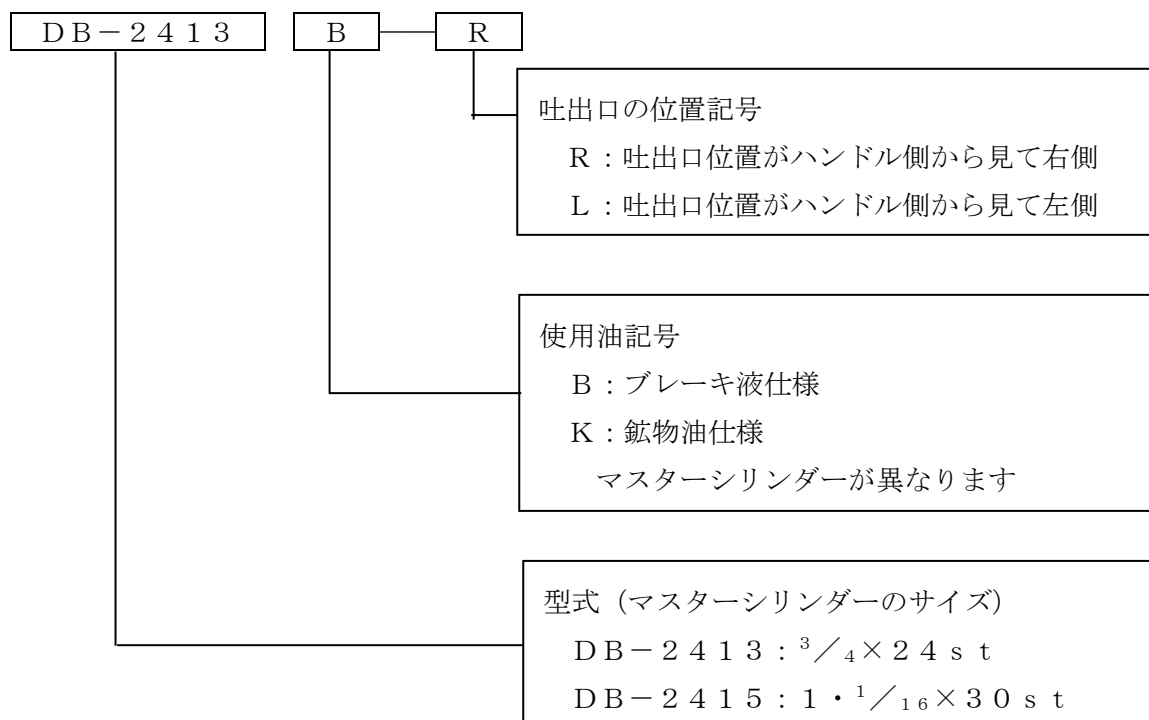 DB－2413 B R
吐出口の位置記号
R：吐出口位置がハンドル側から見て右側
L：吐出口位置がハンドル側から見て左側
使用油記号
B：ブレーキ液仕様
K：鉱物油仕様
マスターシリンダーが異なります
型式（マスターシリンダーのサイズ）
DB－2413：³／₄×24ｓｔ
DB－2415：1・¹／₁₆×30ｓｔ